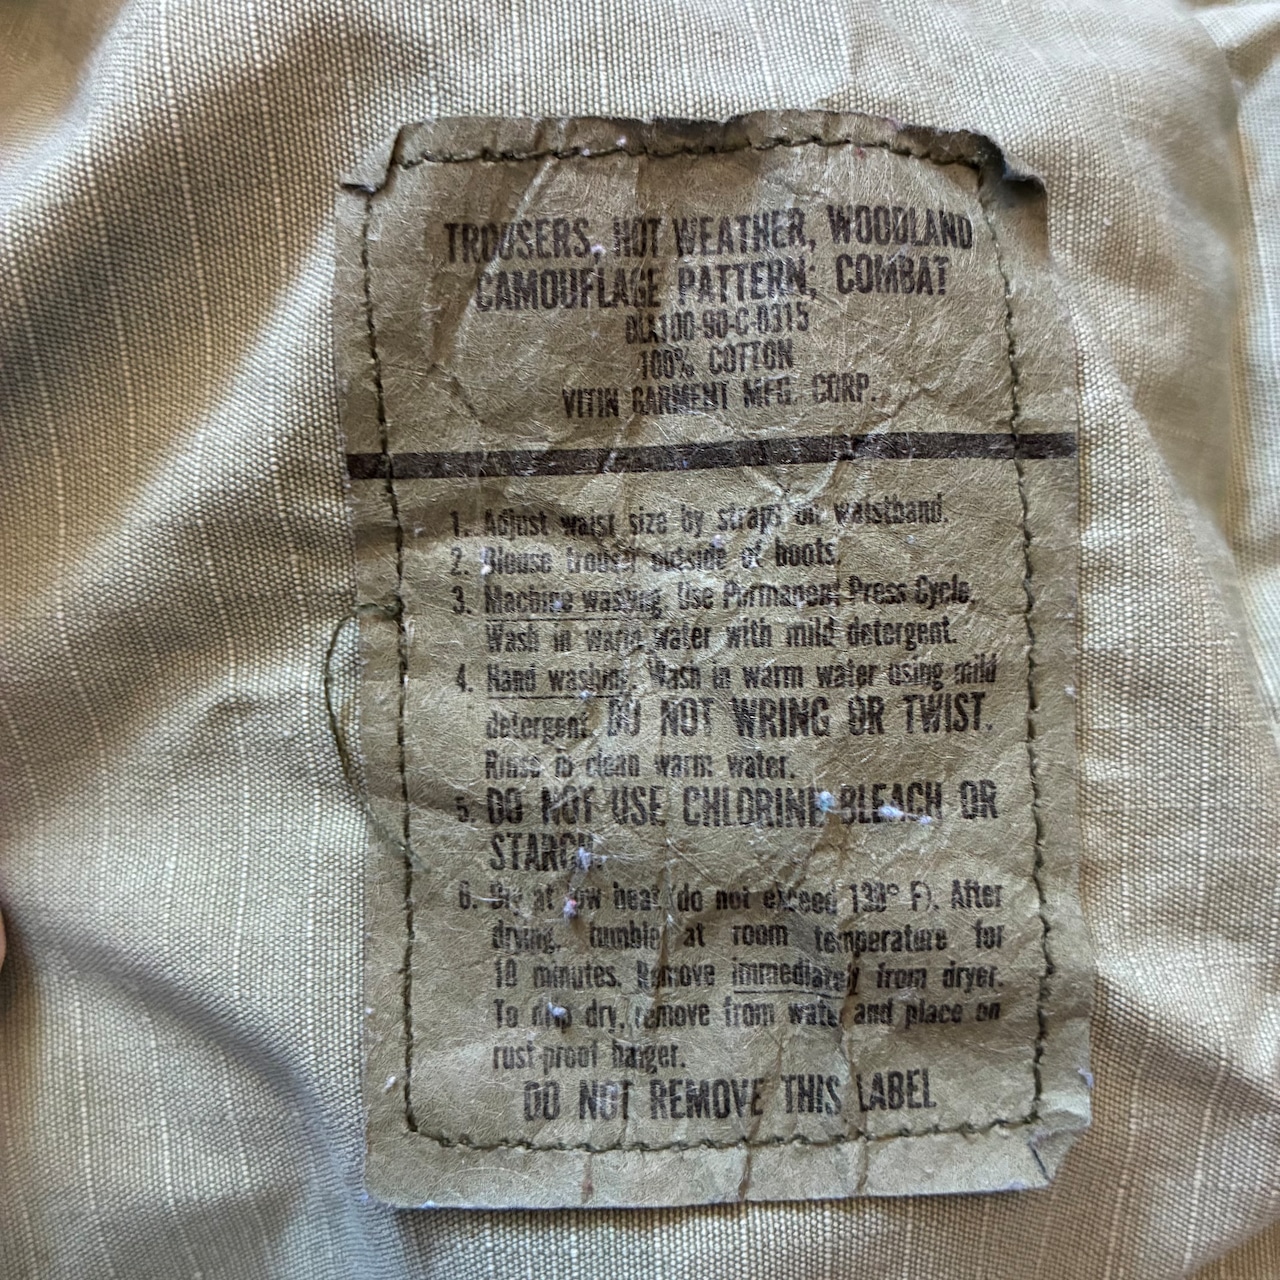 TROUSERS, HOT WEATHER, WOODLAND
CAMOUFLAGE PATTERN; COMBAT
DLA100-90-C-0315
100% COTTON
VITIN GARMENT MFG. CORP.
1. Adjust waist size by straps on waistband.
2. Blouse trouser outside of boots.
3. Machine washing. Use Permanent Press Cycle.
Wash in warm water with mild detergent.
4. Hand washing. Wash in warm water using mild
detergent. DO NOT WRING OR TWIST.
Rinse in clean warm water.
5. DO NOT USE CHLORINE BLEACH OR
STARCH.
6. Dry at low heat (do not exceed 130° F). After
drying, tumble at room temperature for
10 minutes. Remove immediately from dryer.
To drip dry, remove from water and place on
rust-proof hanger.
DO NOT REMOVE THIS LABEL